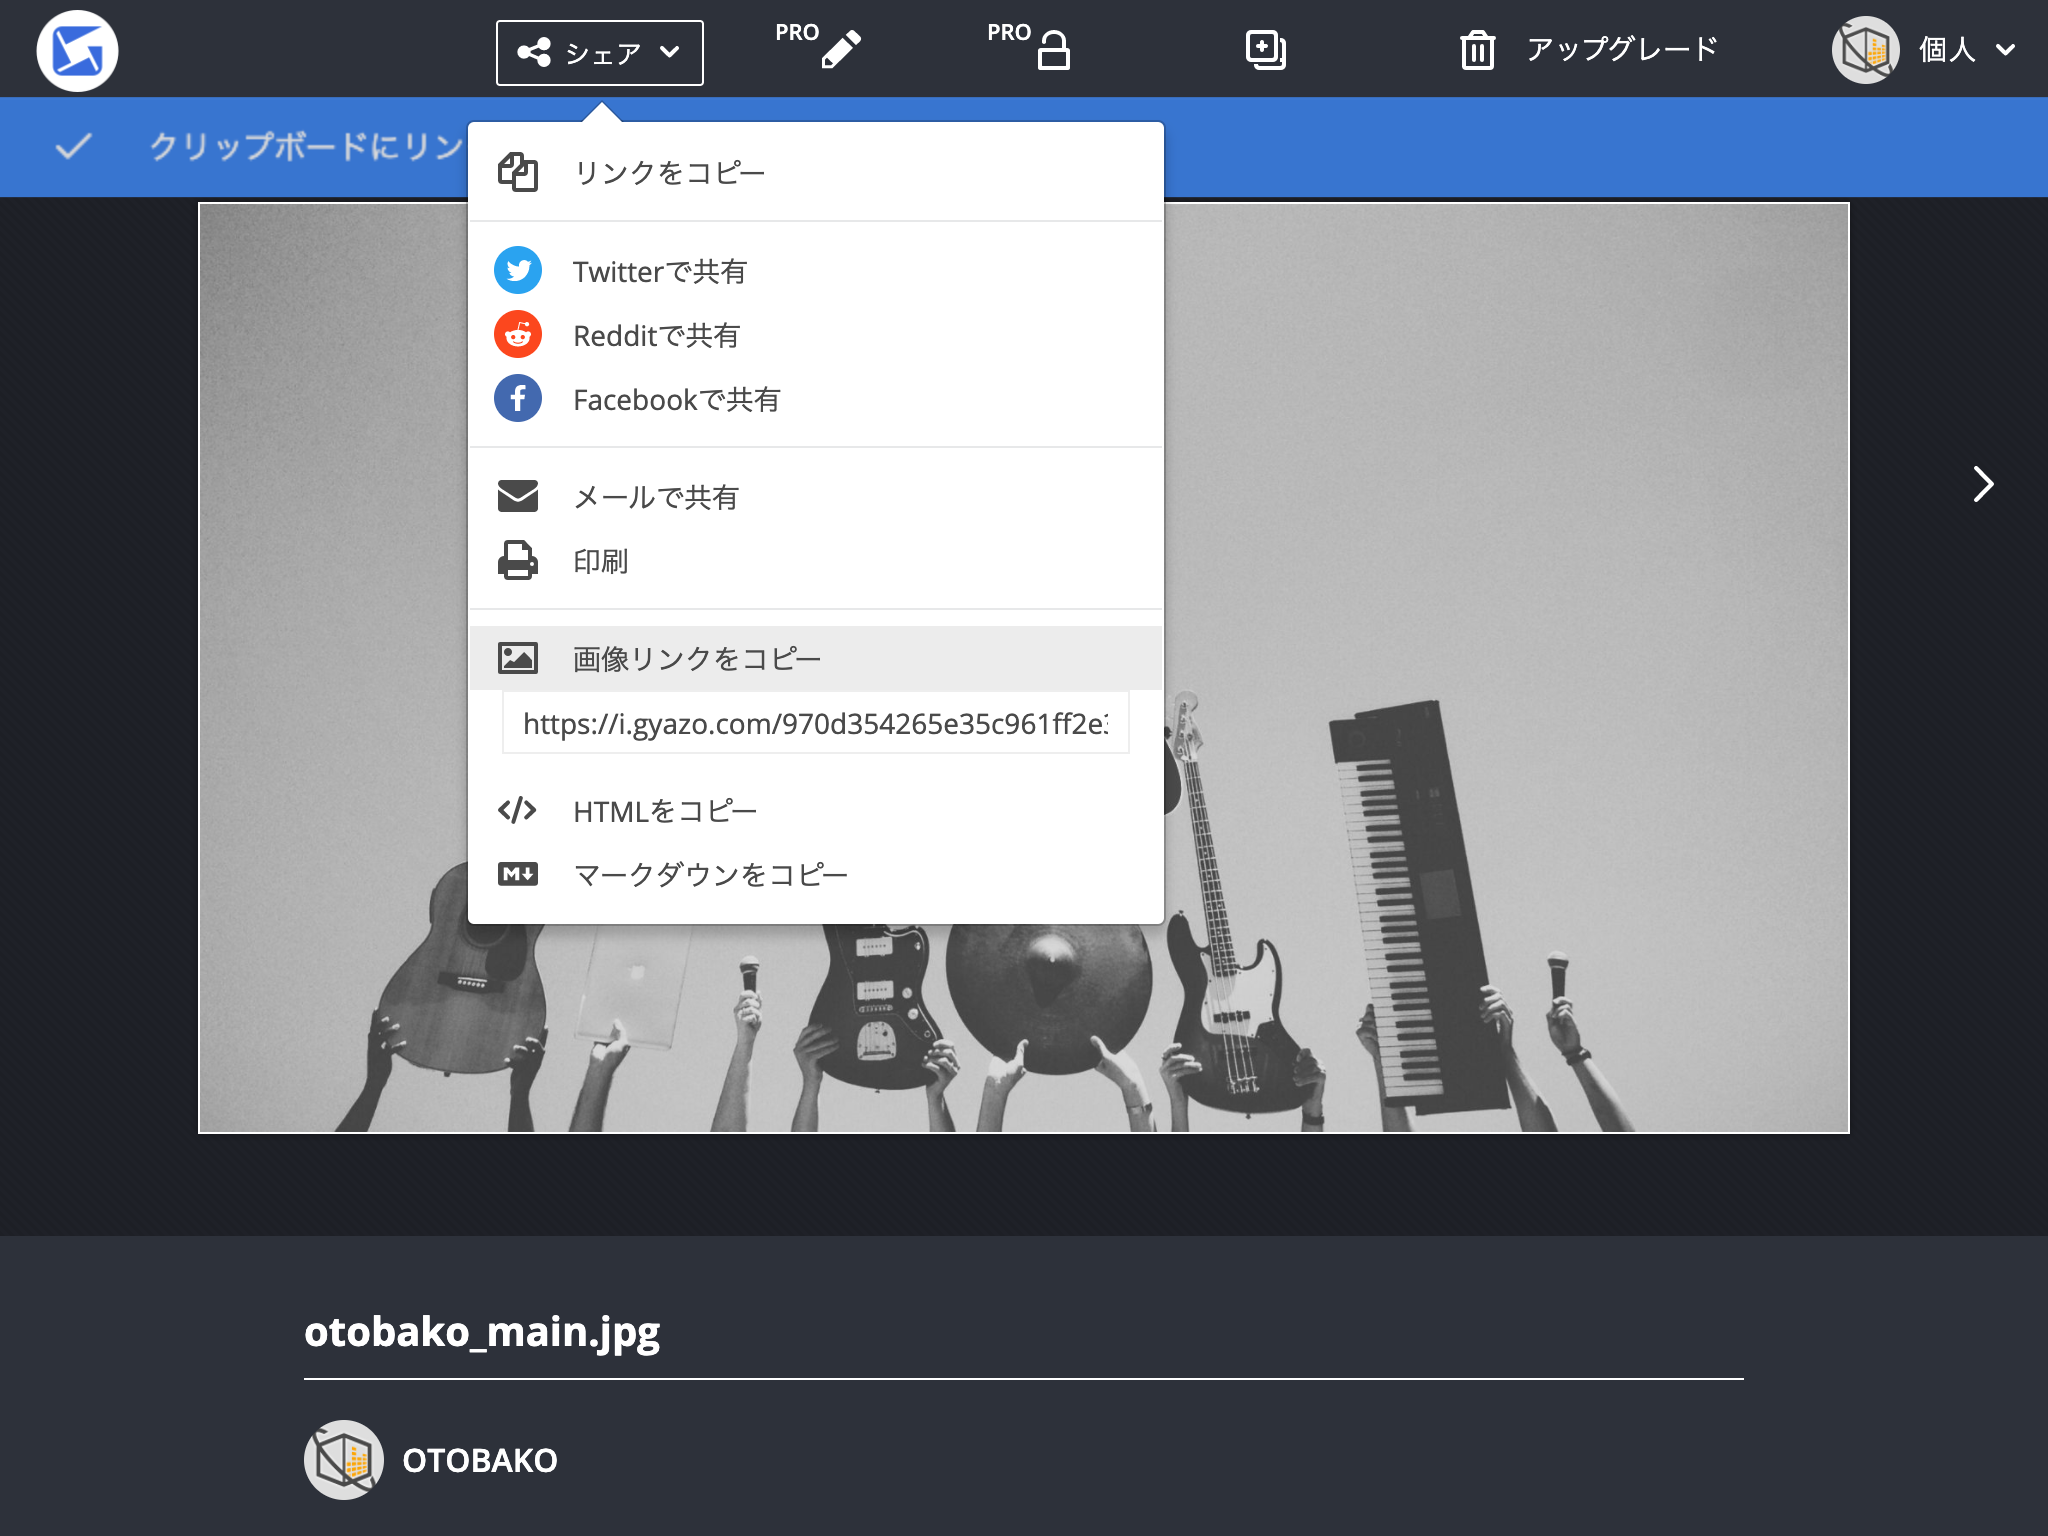 シェア
PRO
PRO
アップグレード
個人
クリップボードにリン
リンクをコピー
Twitterで共有
Redditで共有
Facebookで共有
メールで共有
印刷
画像リンクをコピー
https://i.gyazo.com/970d354265e35c961ff2e3
HTMLをコピー
マークダウンをコピー
otobako_main.jpg
OTOBAKO